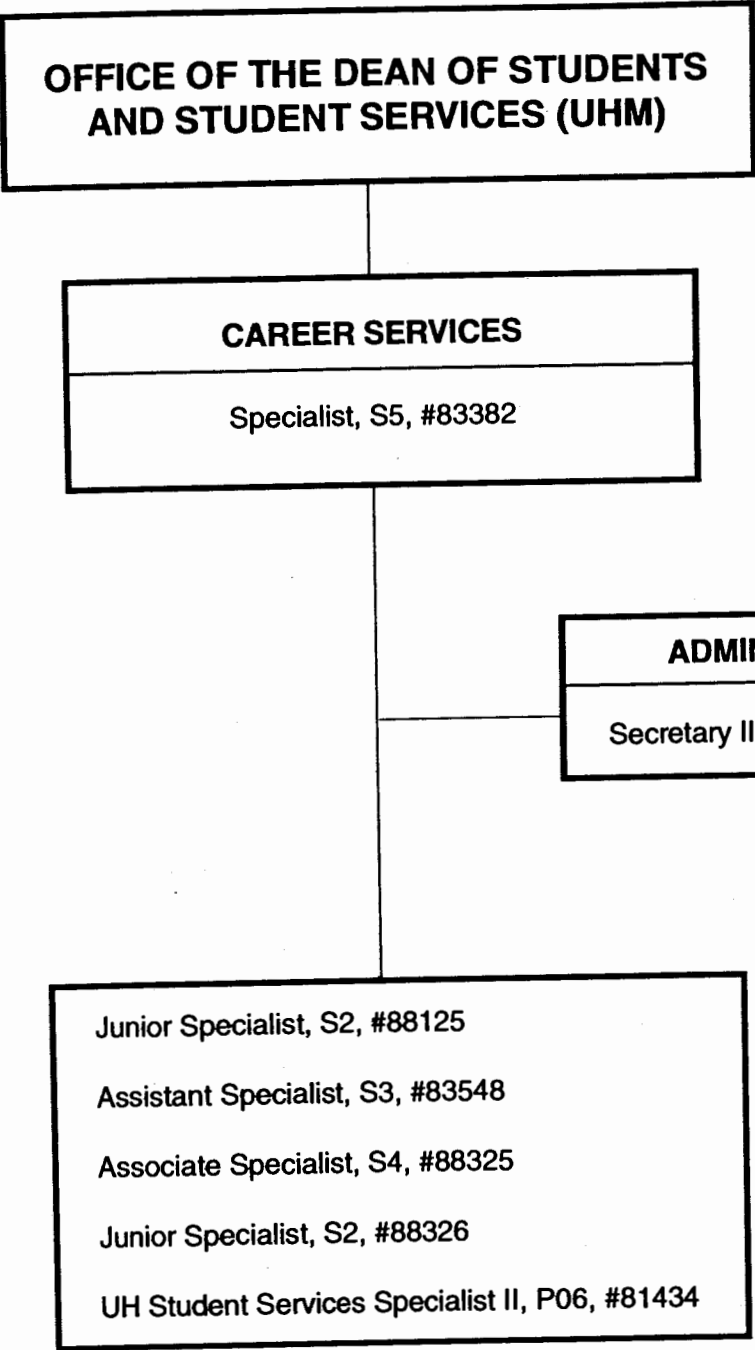 OFFICE OF THE DEAN OF STUDENTS
AND STUDENT SERVICES (UHM)
CAREER SERVICES
Specialist, S5, #83382
Secretary II
Junior Specialist, S2, #88125
Assistant Specialist, S3, #83548
Associate Specialist, S4, #88325
Junior Specialist, S2, #88326
UH Student Services Specialist II, P06, #81434